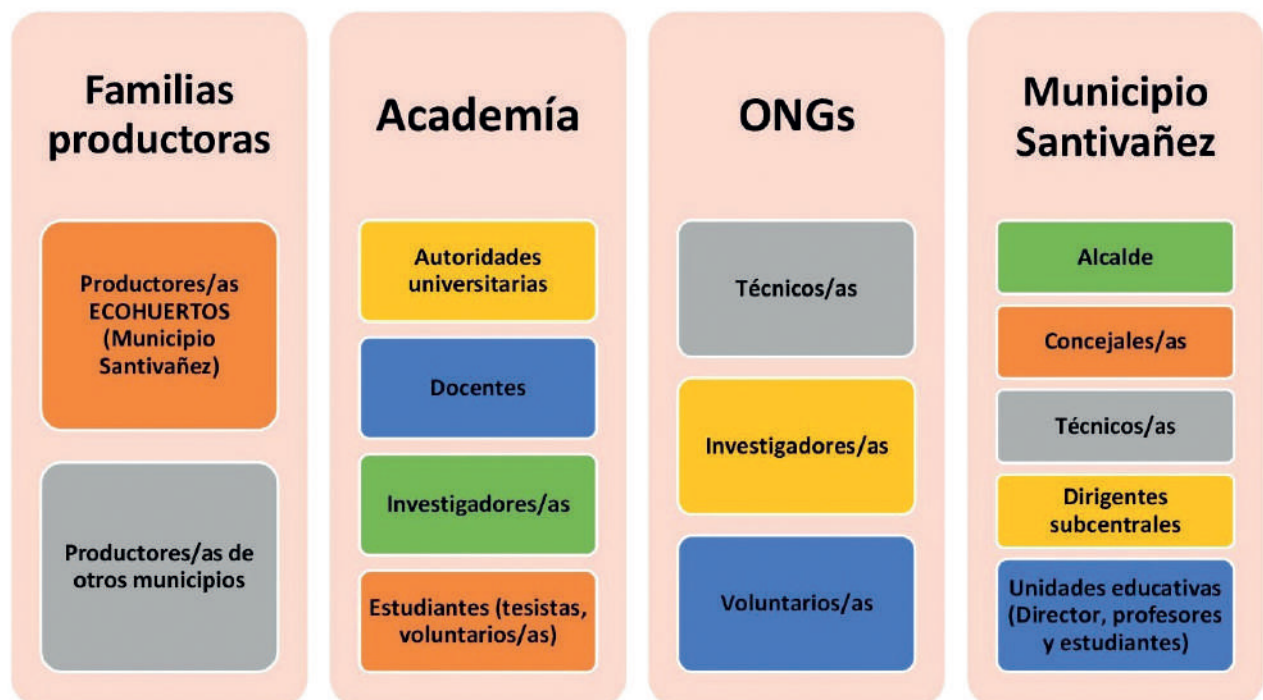 Familias
productoras
Productores/as
ECOHUERTOS
(Municipio
Santivañez)
Productores/as de
otros municipios
Academía
Autoridades
universitarias
Docentes
Investigadores/as
Estudiantes (tesistas,
voluntarios/as)
ONGs
Técnicos/as
Investigadores/as
Voluntarios/as
Municipio
Santivañez
Alcalde
Concejales/as
Técnicos/as
Dirigentes
subcentrales
Unidades educativas
(Director, profesores
y estudiantes)